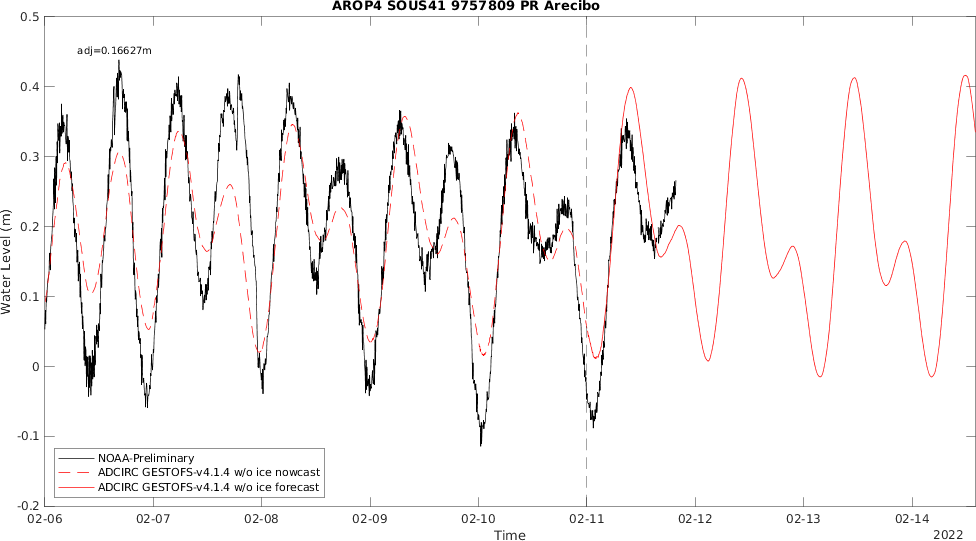 AROP4 SOUS41 9757809 PR Arecibo
0.5
adj=0.16627m
0.4
0.3
0.2
Water Level (m)
0.1
0
-0.1
NOAA-Preliminary
ADCIRC GESTOFS-v4.1.4 w/o ice nowcast
ADCIRC GESTOFS-v4.1.4 w/o ice forecast
-0.2
02-06 02-07 02-08 02-09 02-10 02-11 02-12 02-13 02-14
Time
2022